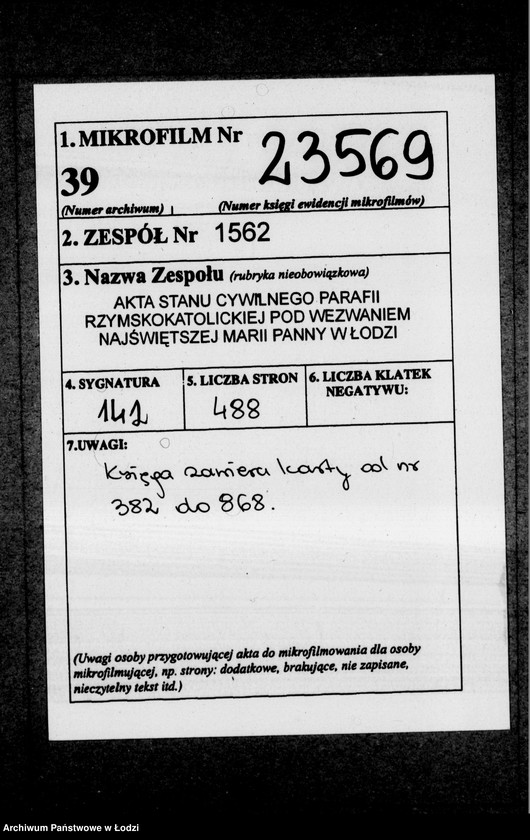 1. MIKROFILM Nr 23569
39
(Numer archiwum) (Numer księgi ewidencji mikrofilmów)
2. ZESPÓŁ Nr 1562
3. Nazwa Zespołu (rubryka nieobowiązkowa)
AKTA STANU CYWILNEGO PARAFII
RZYMSKOKATOLICKIEJ POD WEZWANIEM
NAJŚWIĘTSZEJ MARII PANNY W ŁODZI
4. SYGNATURA
142
5. LICZBA STRON
488
6. LICZBA KLATEK
NEGATYWU:
7.UWAGI:
Księga zawiera karty od nr
382 do 868.
(Uwagi osoby przygotowującej akta do mikrofilmowania dla osoby
mikrofilmującej, np. strony: dodatkowe, brakujące, nie zapisane,
nieczytelny tekst itd.)
Archiwum Państwowe w Łodzi